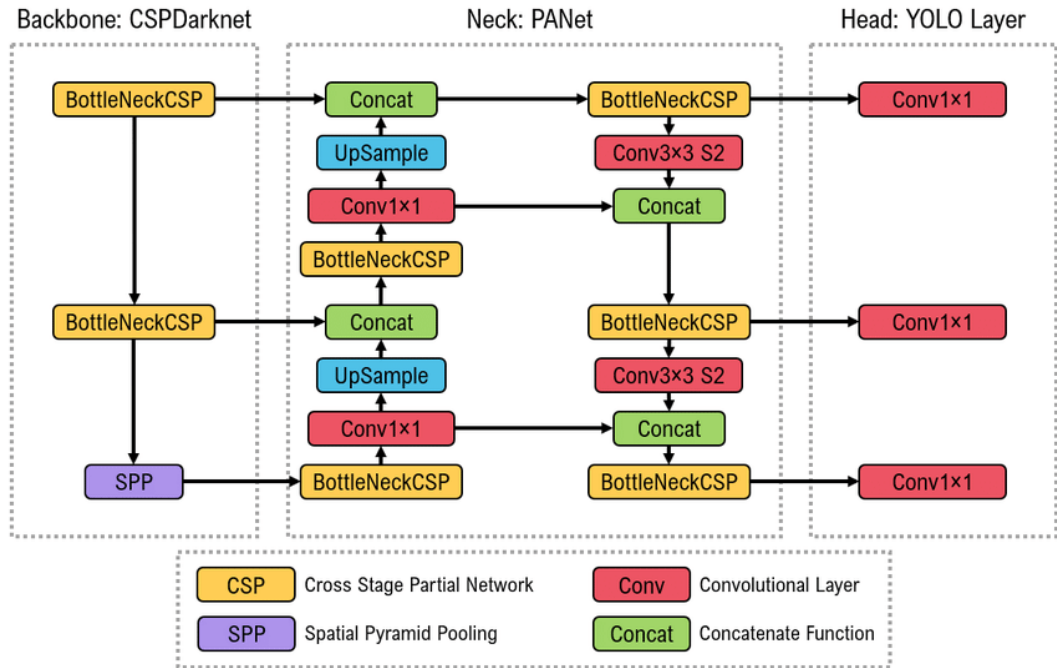 Backbone: CSPDarknet
Neck: PANet
Head: YOLO Layer
BottleNeckCSP
Concat
BottleNeckCSP
Conv1×1
UpSample
Conv3×3 S2
Conv1×1
Concat
BottleNeckCSP
BottleNeckCSP
Concat
BottleNeckCSP
Conv1×1
UpSample
Conv3×3 S2
Conv1×1
Concat
SPP
BottleNeckCSP
BottleNeckCSP
Conv1×1
CSP
Cross Stage Partial Network
Conv
Convolutional Layer
SPP
Spatial Pyramid Pooling
Concat
Concatenate Function